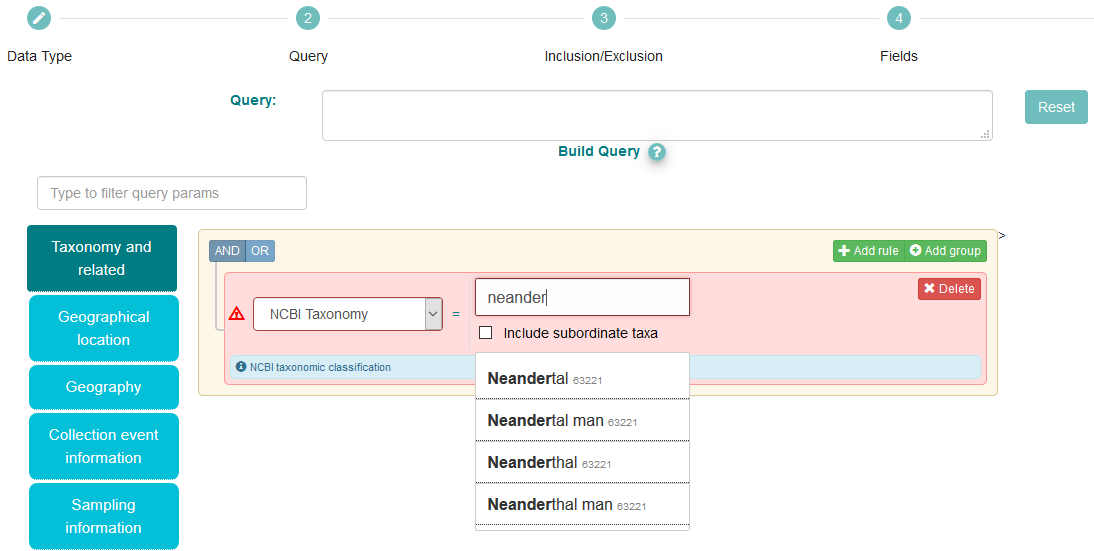 2
3
4
Data Type
Query
Inclusion/Exclusion
Fields
Query:
Reset
Build Query ?
Type to filter query params
Taxonomy and
related
Geographical
location
Geography
Collection event
information
Sampling
information
>
AND OR
Add rule
Add group
Delete
NCBI Taxonomy
=
neander
Include subordinate taxa
NCBI taxonomic classification
Neandertal 63221
Neandertal man 63221
Neanderthal 63221
Neanderthal man 63221